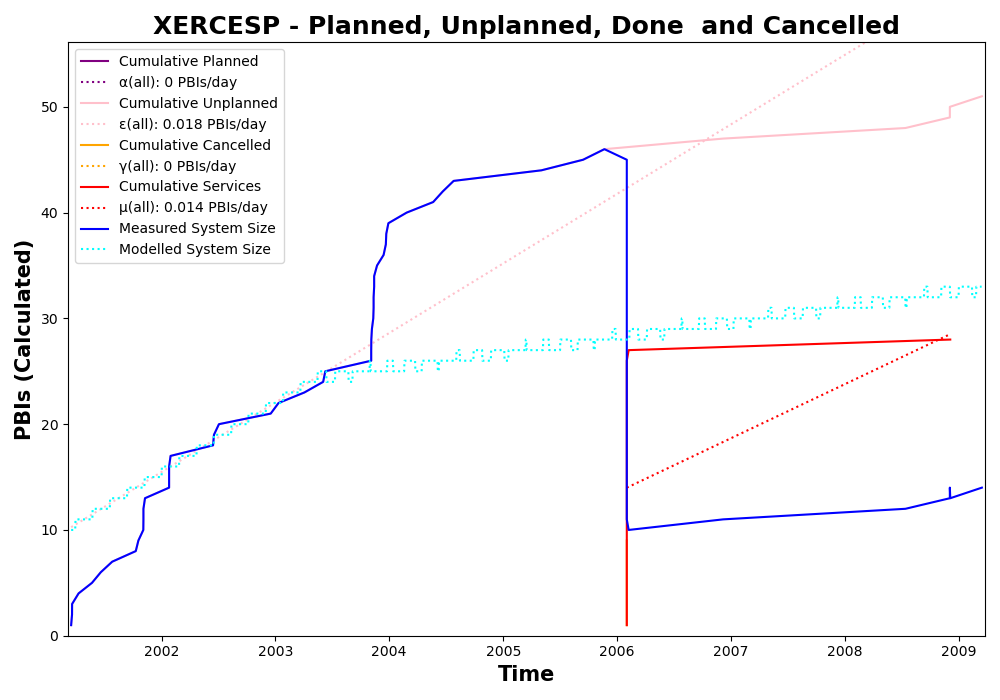 XERCESP - Planned, Unplanned, Done  and Cancelled
Cumulative Planned
α(all): 0 PBIs/day
Cumulative Unplanned
ε(all): 0.018 PBIs/day
Cumulative Cancelled
γ(all): 0 PBIs/day
Cumulative Services
μ(all): 0.014 PBIs/day
Measured System Size
Modelled System Size
PBIs (Calculated)
50
40
30
20
10
0
2002 2003 2004 2005 2006 2007 2008 2009
Time